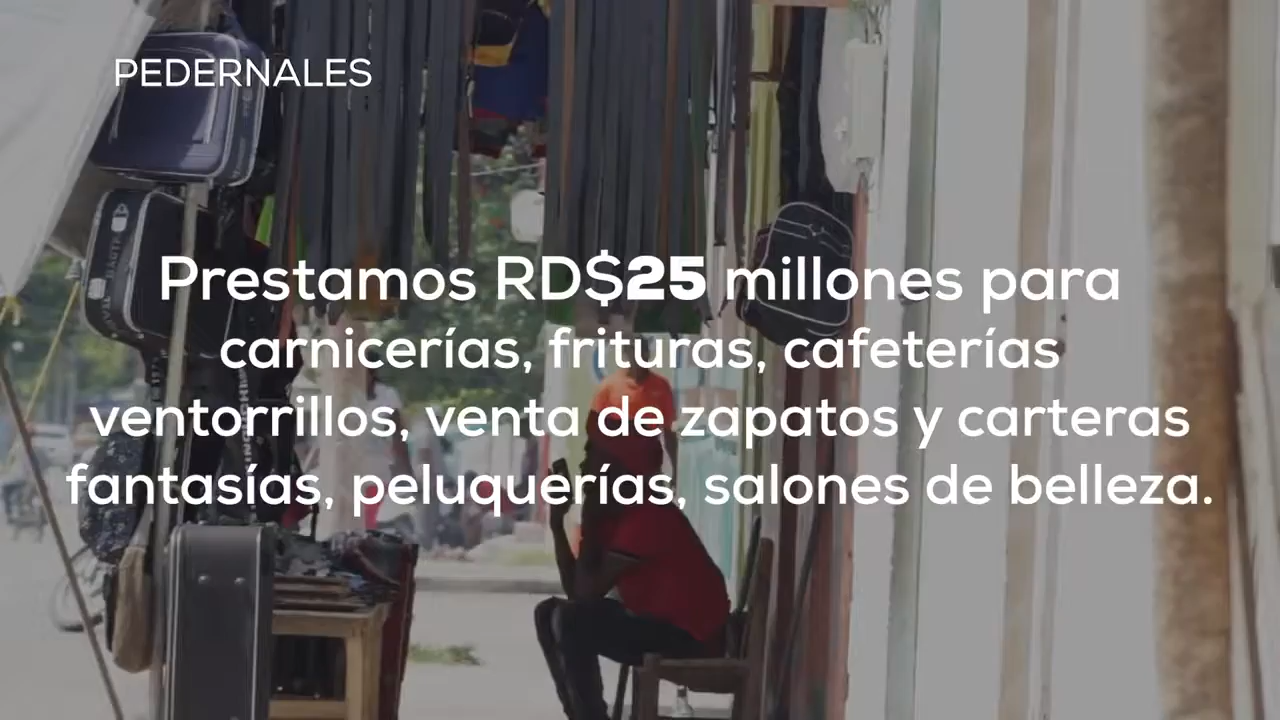 PEDERNALES
Prestamos RD$25 millones para
carnicerías, frituras, cafeterías
ventorrillos, venta de zapatos y carteras
fantasías, peluquerías, salones de belleza.